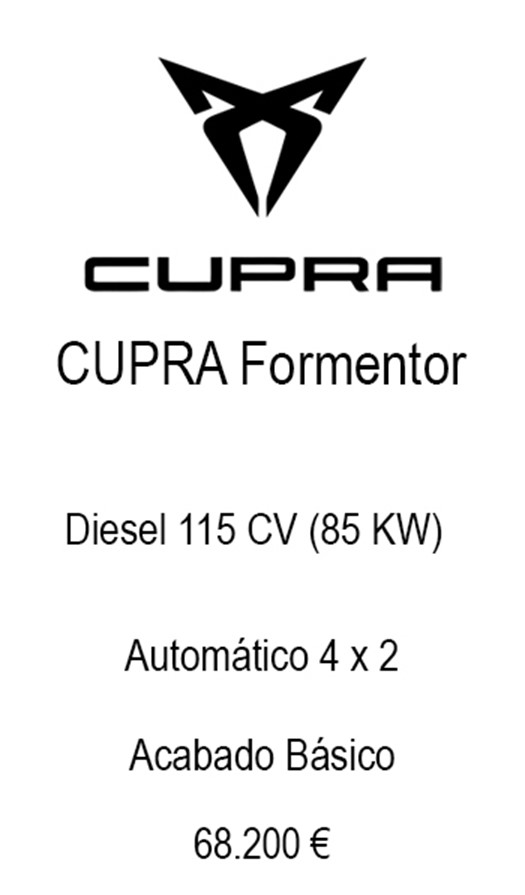 CUPRA
CUPRA Formentor
Diesel 115 CV (85 KW)
Automático 4 x 2
Acabado Básico
68.200 €